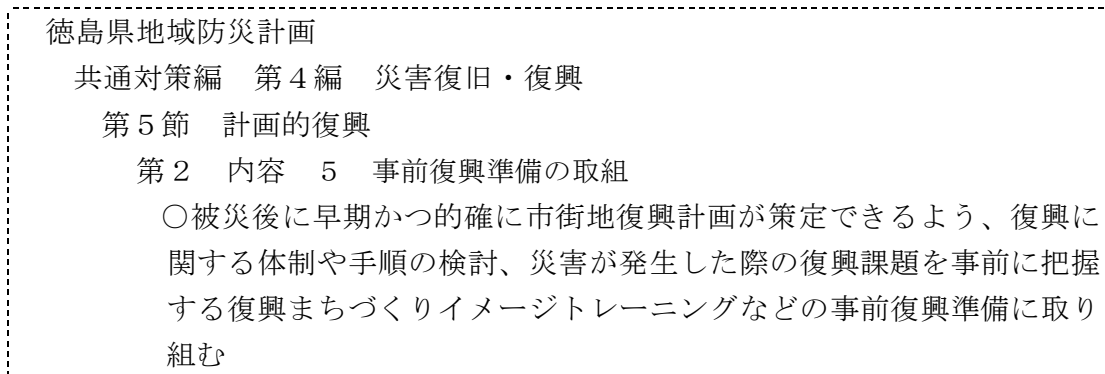 徳島県地域防災計画
共通対策編　第４編　災害復旧・復興
第５節　計画的復興
第２　内容　５　事前復興準備の取組
○被災後に早期かつ的確に市街地復興計画が策定できるよう、復興に
関する体制や手順の検討、災害が発生した際の復興課題を事前に把握
する復興まちづくりイメージトレーニングなどの事前復興準備に取り
組む